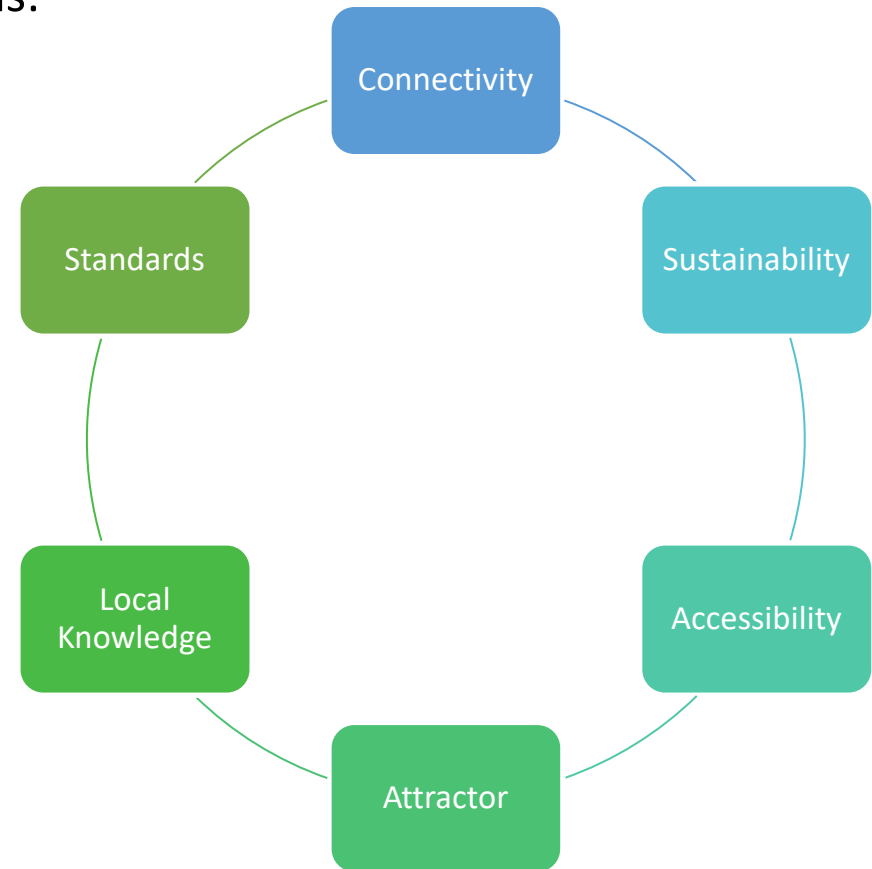 Connectivity
Sustainability
Accessibility
Attractor
Local
Knowledge
Standards